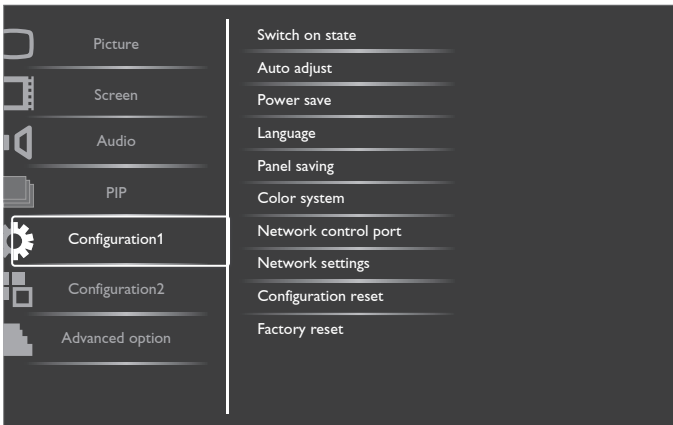 Picture
Screen
Audio
PIP
Configuration1
Configuration2
Advanced option
Switch on state
Auto adjust
Power save
Language
Panel saving
Color system
Network control port
Network settings
Configuration reset
Factory reset